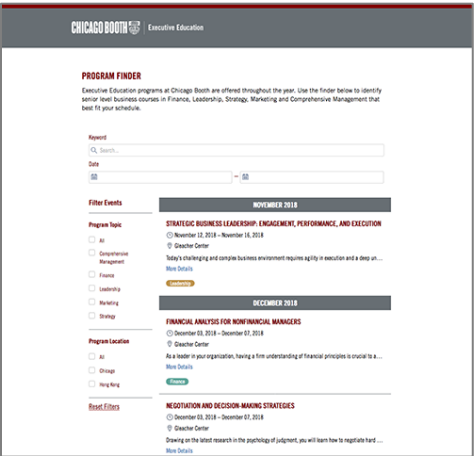 CHICAGO BOOTH Executive Education
PROGRAM FINDER
Executive Education programs at Chicago Booth are offered throughout the year. Use the finder below to identify
senior level business courses in Finance, Leadership, Strategy, Marketing and Comprehensive Management that
best fit your schedule.
Keyword
Search...
Date
–
Filter Events
Program Topic
All
Comprehensive
Management
Finance
Leadership
Marketing
Strategy
Program Location
All
Chicago
Hong Kong
Reset Filters
NOVEMBER 2018
STRATEGIC BUSINESS LEADERSHIP: ENGAGEMENT, PERFORMANCE, AND EXECUTION
November 12, 2018 – November 16, 2018
Gleacher Center
Today's challenging and complex business environment requires agility in execution and a deep un...
More Details
Leadership
DECEMBER 2018
FINANCIAL ANALYSIS FOR NONFINANCIAL MANAGERS
December 03, 2018 – December 07, 2018
Gleacher Center
As a leader in your organization, having a firm understanding of financial principles is crucial to a...
More Details
Finance
NEGOTIATION AND DECISION-MAKING STRATEGIES
December 03, 2018 – December 07, 2018
Gleacher Center
Drawing on the latest research in the psychology of judgment, you will learn how to negotiate hard ...
More Details